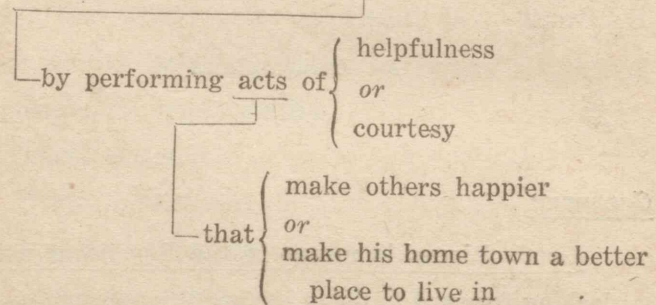 helpfulness
by performing acts of
or
courtesy
make others happier
or
that
make his home town a better
place to live in